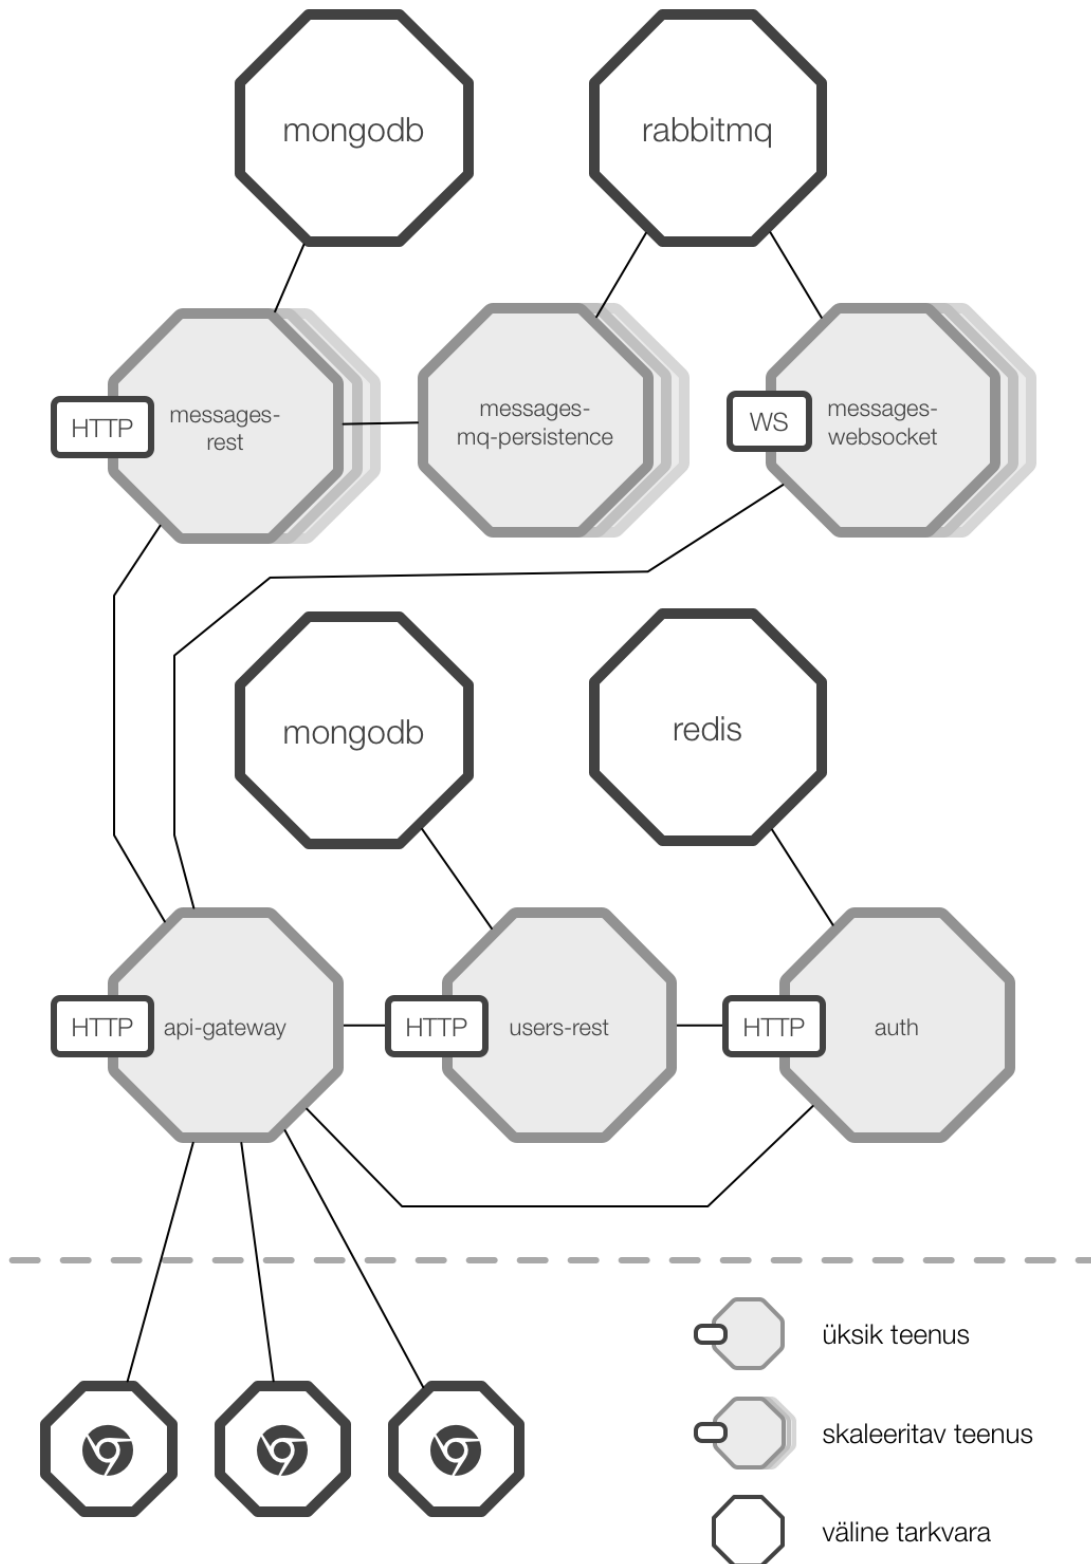 mongodb
rabbitmq
HTTP
messages-
rest
messages-
mq-persistence
WS
messages-
websocket
mongodb
redis
HTTP
api-gateway
HTTP
users-rest
HTTP
auth
üksik teenus
skaleeritav teenus
väline tarkvara